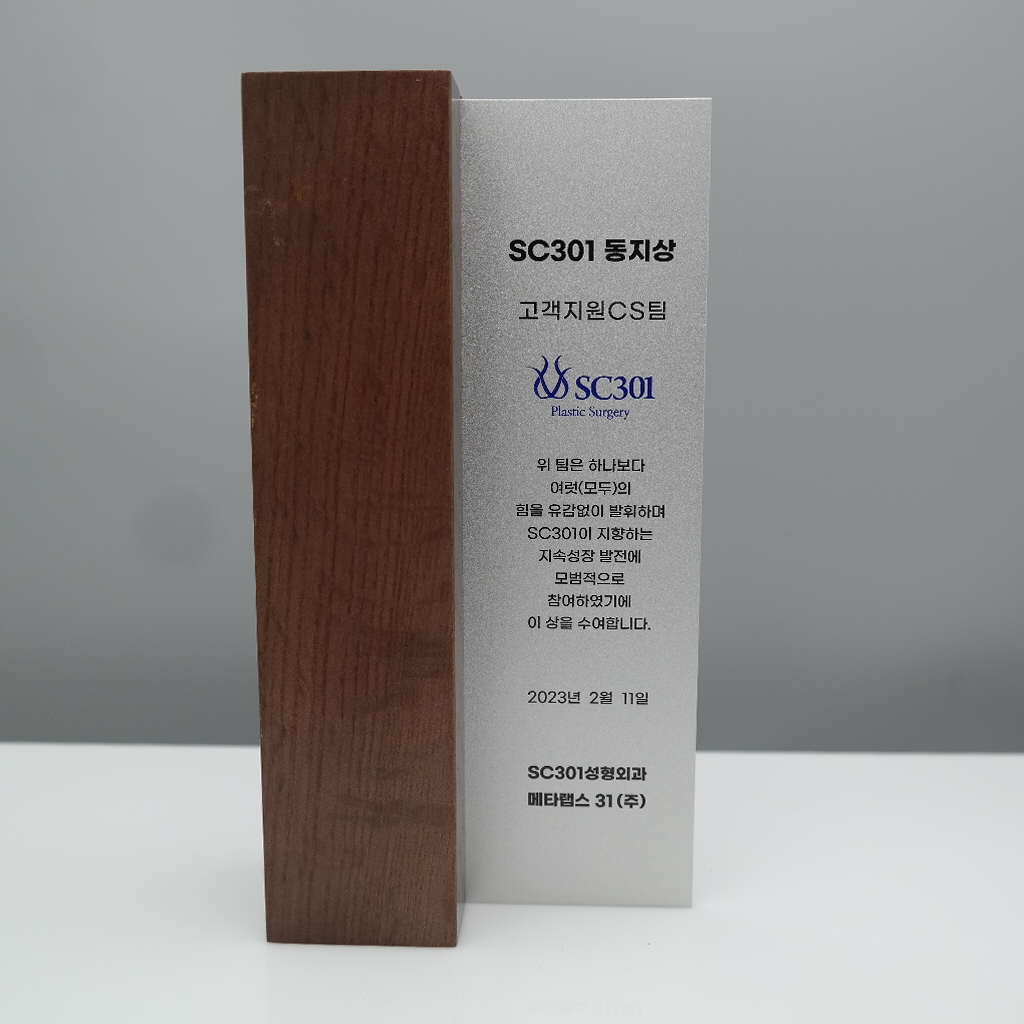 SC301 동지상
고객지원CS팀
SC301
Plastic Surgery
위 팀은 하나보다
여럿(모두)의
힘을 유감없이 발휘하며
SC301이 지향하는
지속성장 발전에
모범적으로
참여하였기에
이 상을 수여합니다.
2023년 2월 11일
SC301성형외과
메타랩스 31(주)